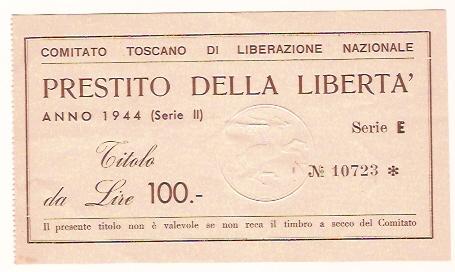 COMITATO TOSCANO DI LIBERAZIONE NAZIONALE
PRESTITO DELLA LIBERTA'
ANNO 1944 (Serie II)
Serie E
Titolo
№ 10723 *
da Lire 100.-
Il presente titolo non è valevole se non reca il timbro a secco del Comitato